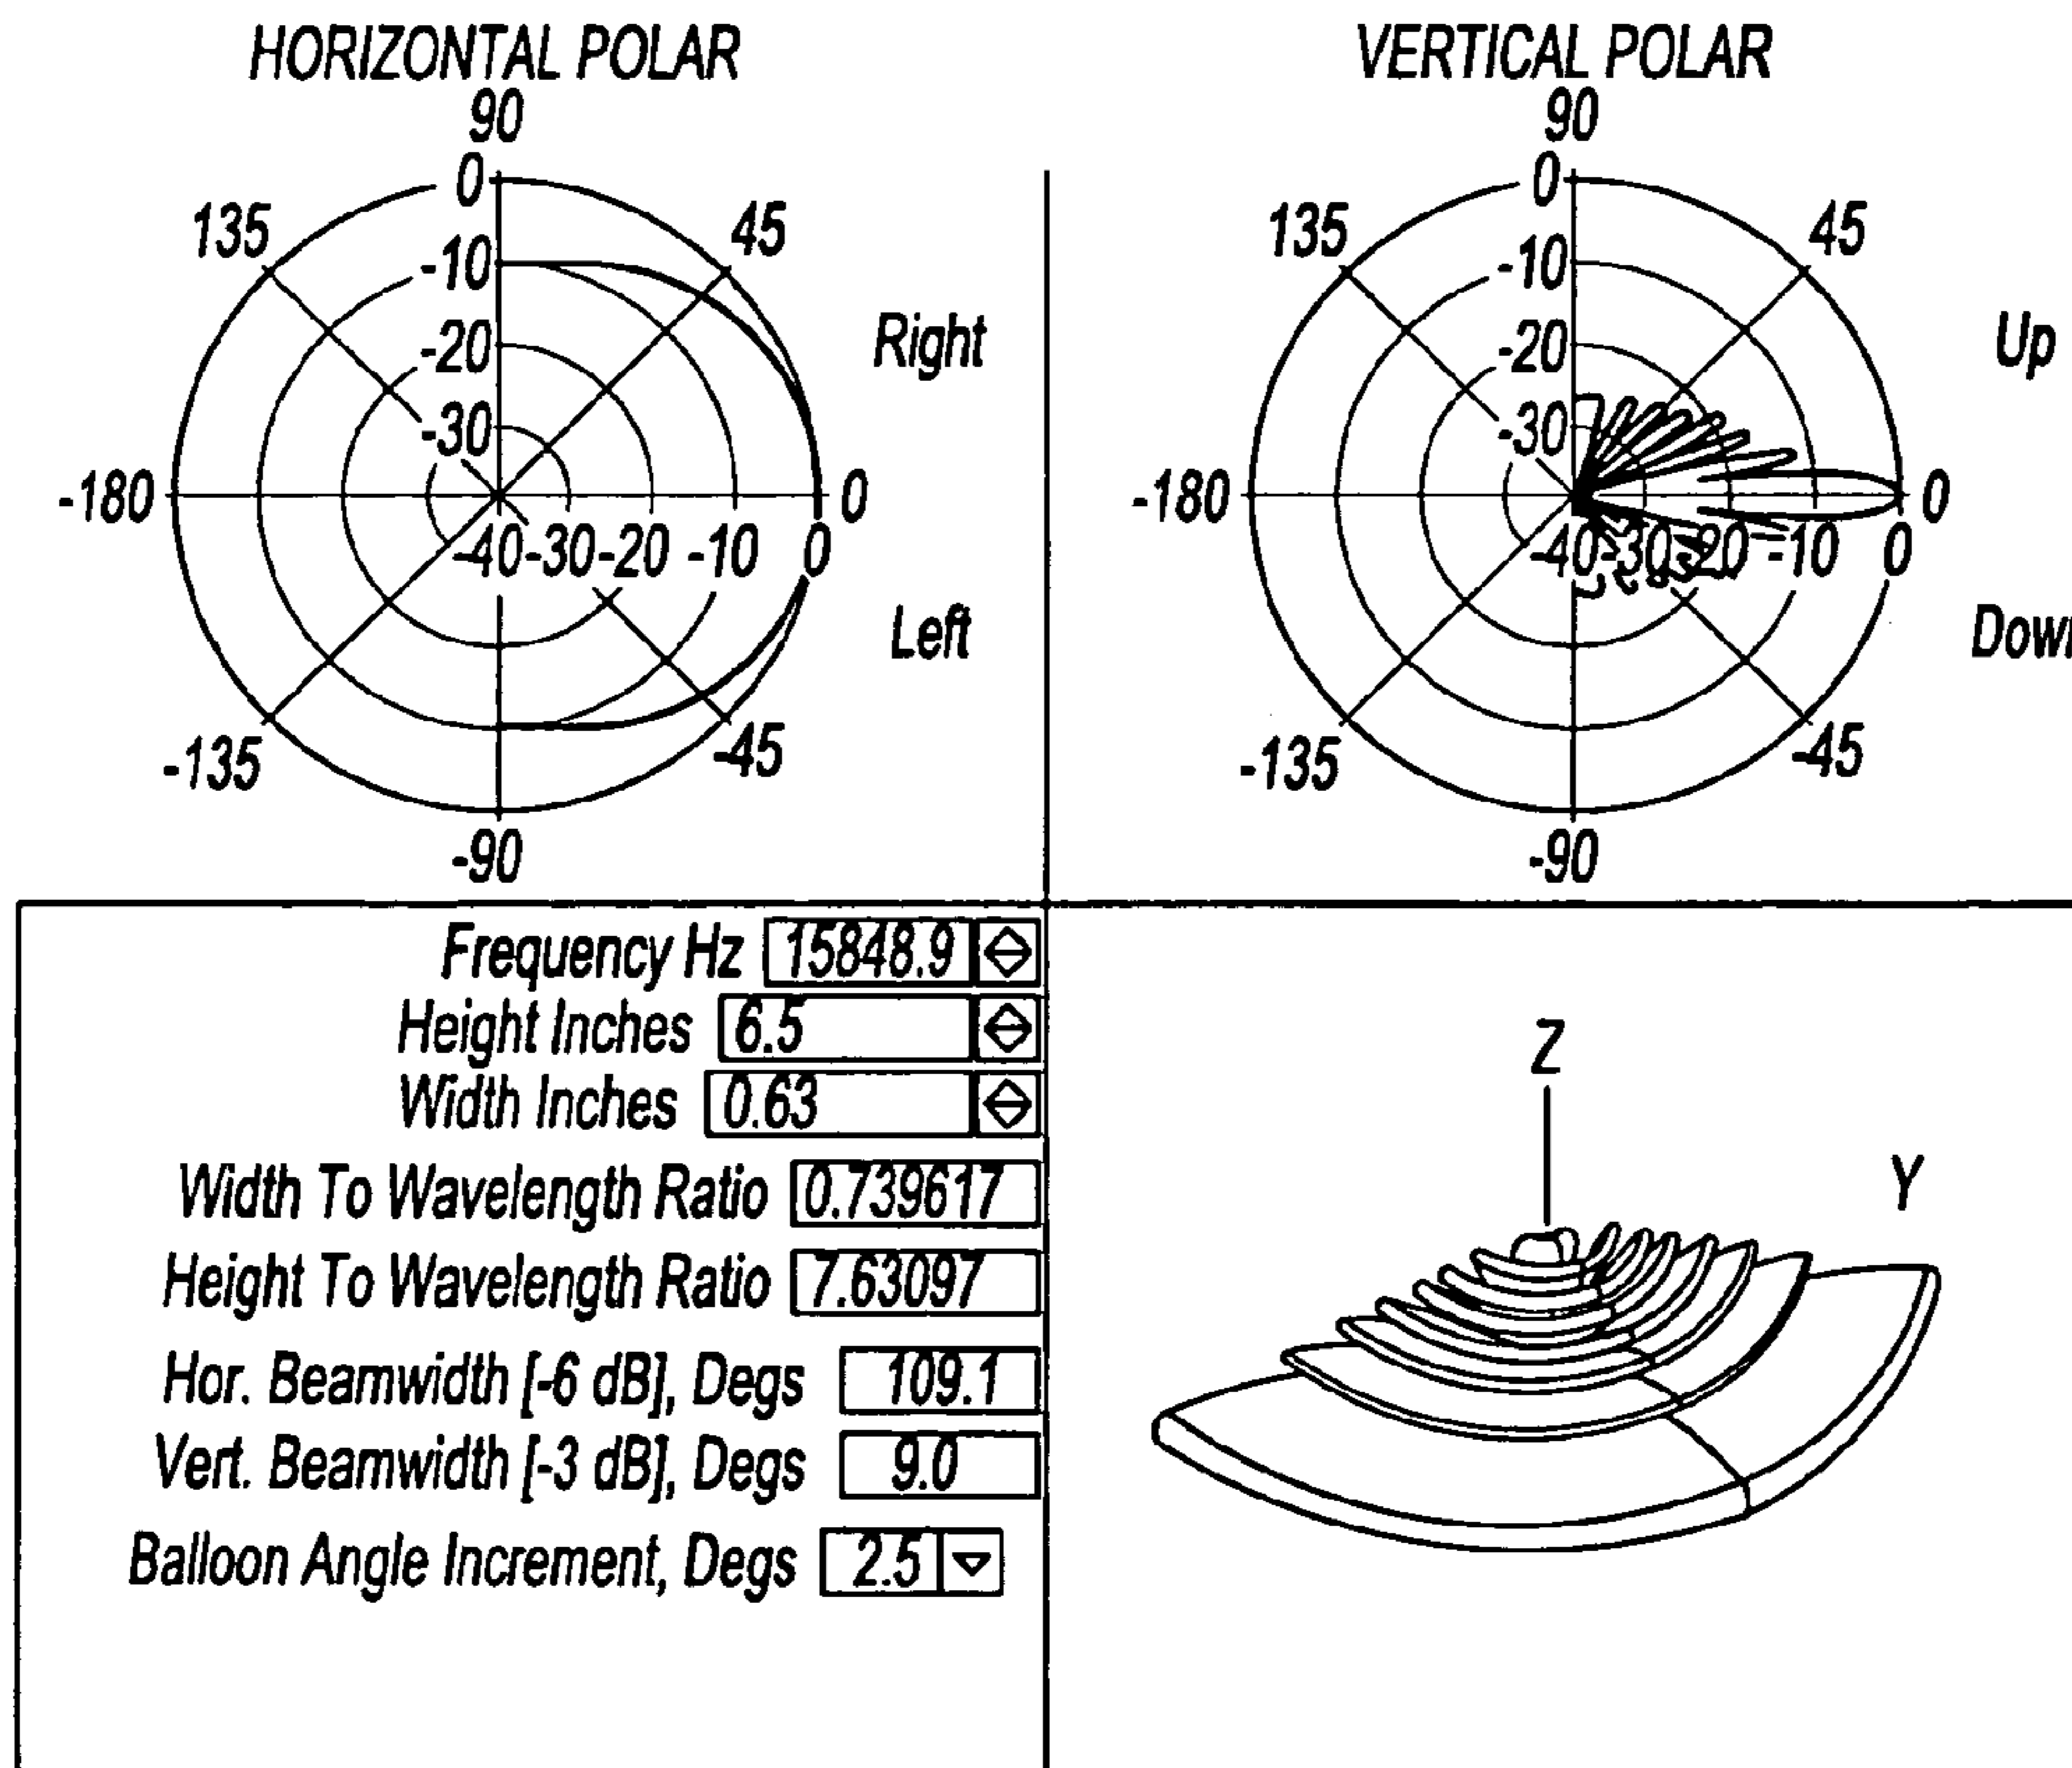 HORIZONTAL POLAR
90
0
135
45
-10
-20
-30
Right
-180
0
-40 -30 -20 -10 0
Left
-135
-45
-90
VERTICAL POLAR
90
0
135
45
-10
-20
-30
Up
-180
0
-40 -30 -20 -10 0
-135
-45
-90
Frequency Hz 15848.9
Height Inches 6.5
Width Inches 0.63
Width To Wavelength Ratio 0.739617
Height To Wavelength Ratio 7.63097
Hor. Beamwidth [-6 dB], Degs 109.1
Vert. Beamwidth [-3 dB], Degs 9.0
Balloon Angle Increment, Degs 2.5
Z
Y